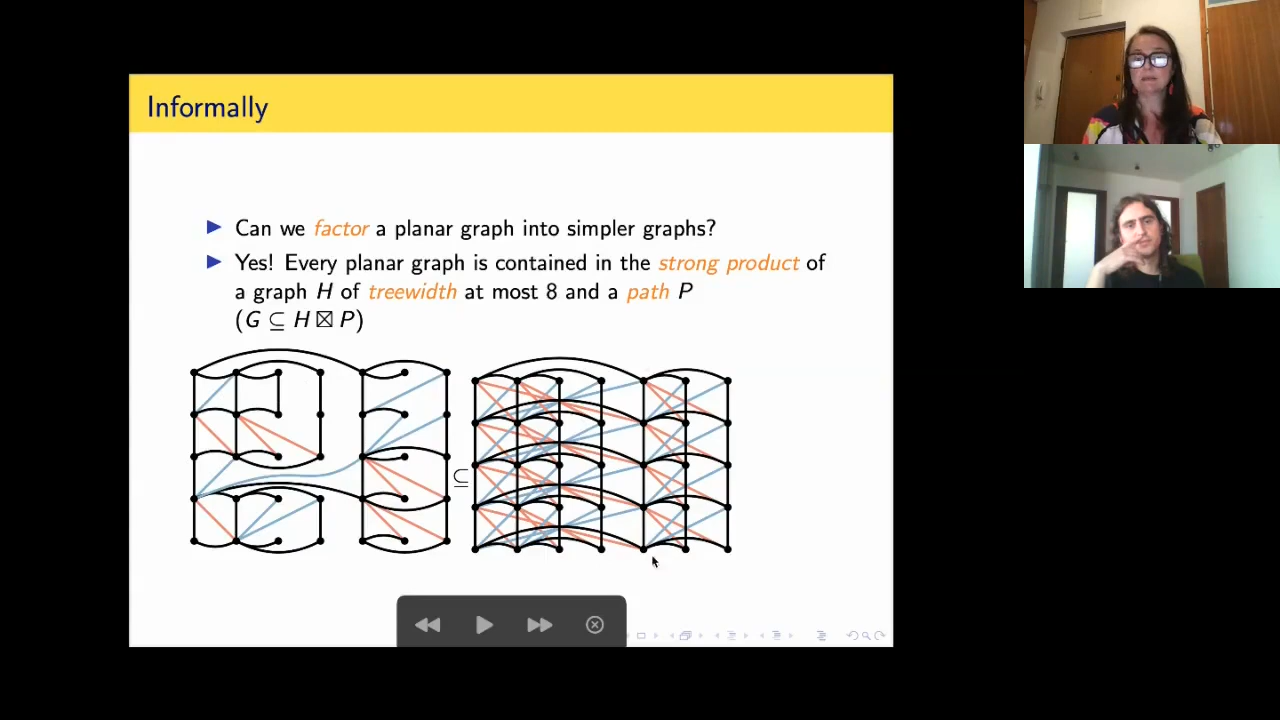 Informally
Can we factor a planar graph into simpler graphs?
Yes! Every planar graph is contained in the strong product of
a graph H of treewidth at most 8 and a path P
(G ⊆ H ⊠ P)
⊆